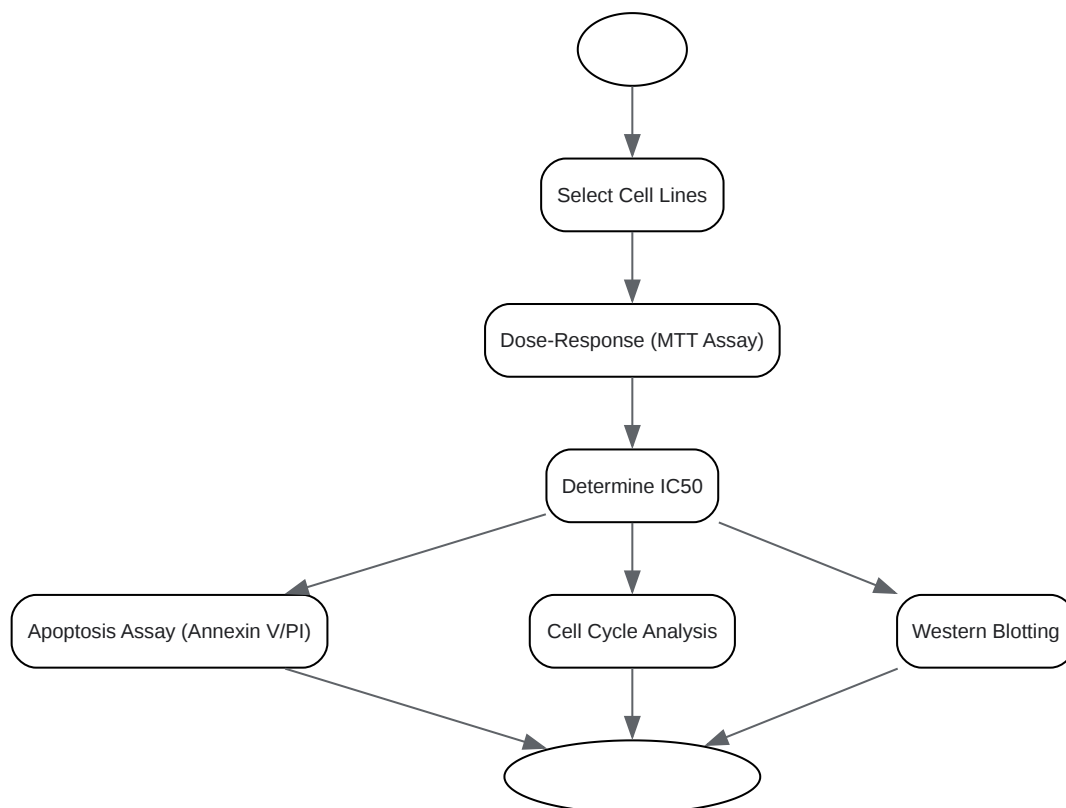 Select Cell Lines
Dose-Response (MTT Assay)
Determine IC50
Apoptosis Assay (Annexin V/PI)
Cell Cycle Analysis
Western Blotting